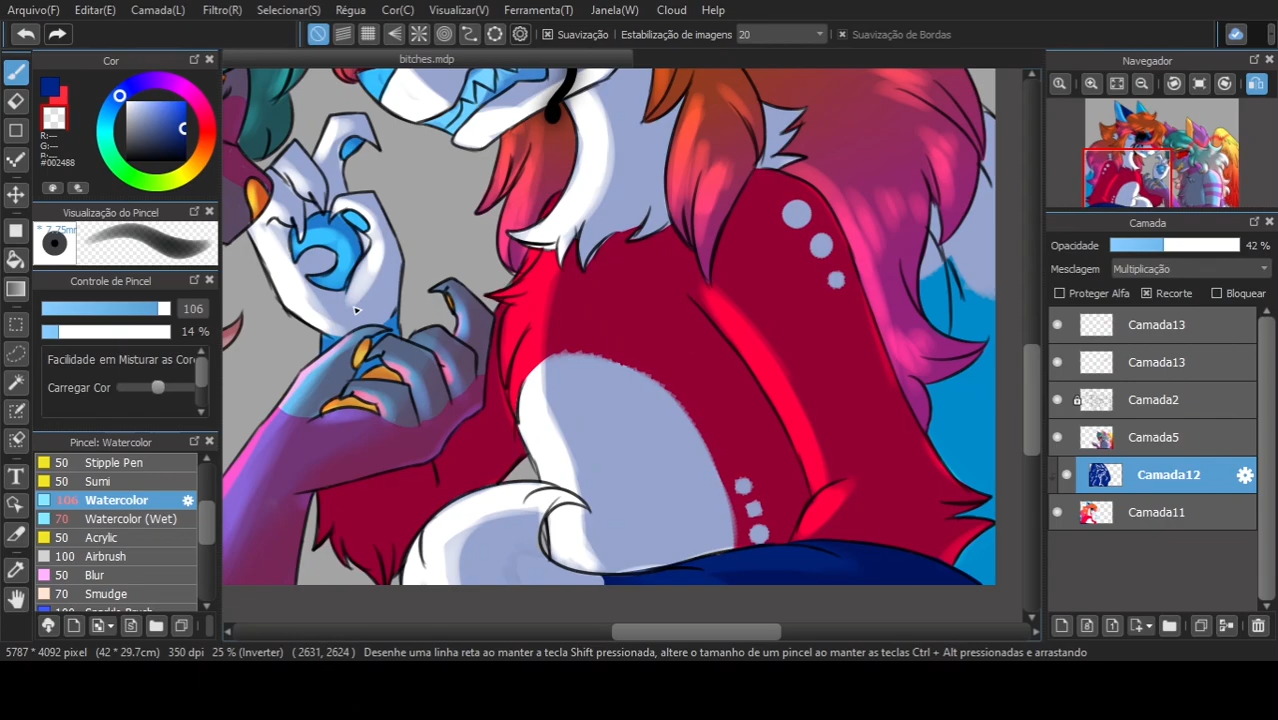 Arquivo(F) Editar(E) Camada(L) Filtro(R) Selecionar(S) Régua Cor(C) Visualizar(V) Ferramenta(T) Janela(W) Cloud Help
Suavização Estabilização de imagens 20 Suavização de Bordas
bitches.mdp
Cor
R:---
G:---
B:---
#002488
Visualização do Pincel
* 7.75mm
Controle de Pincel
106
14 %
Facilidade em Misturar as Cor
Carregar Cor
Pincel: Watercolor
50 Stipple Pen
50 Sumi
106 Watercolor
70 Watercolor (Wet)
50 Acrylic
100 Airbrush
50 Blur
70 Smudge
100 Sparkle Brush
Navegador
Camada
Opacidade 42 %
Mesclagem Multiplicação
Proteger Alfa Recorte Bloquear
Camada13
Camada13
Camada2
Camada5
Camada12
Camada11
5787 * 4092 pixel (42 * 29.7cm) 350 dpi 25 % (Inverter) ( 2631, 2624 ) Desenhe uma linha reta ao manter a tecla Shift pressionada, altere o tamanho de um pincel ao manter as teclas Ctrl + Alt pressionadas e arrastando